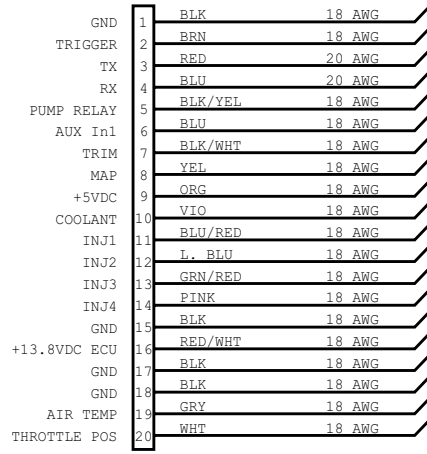 GND 1 BLK 18 AWG
TRIGGER 2 BRN 18 AWG
TX 3 RED 20 AWG
RX 4 BLU 20 AWG
PUMP RELAY 5 BLK/YEL 18 AWG
AUX In1 6 BLU 18 AWG
TRIM 7 BLK/WHT 18 AWG
MAP 8 YEL 18 AWG
+5VDC 9 ORG 18 AWG
COOLANT 10 VIO 18 AWG
INJ1 11 BLU/RED 18 AWG
INJ2 12 L. BLU 18 AWG
INJ3 13 GRN/RED 18 AWG
INJ4 14 PINK 18 AWG
GND 15 BLK 18 AWG
+13.8VDC ECU 16 RED/WHT 18 AWG
GND 17 BLK 18 AWG
GND 18 BLK 18 AWG
AIR TEMP 19 GRY 18 AWG
THROTTLE POS 20 WHT 18 AWG